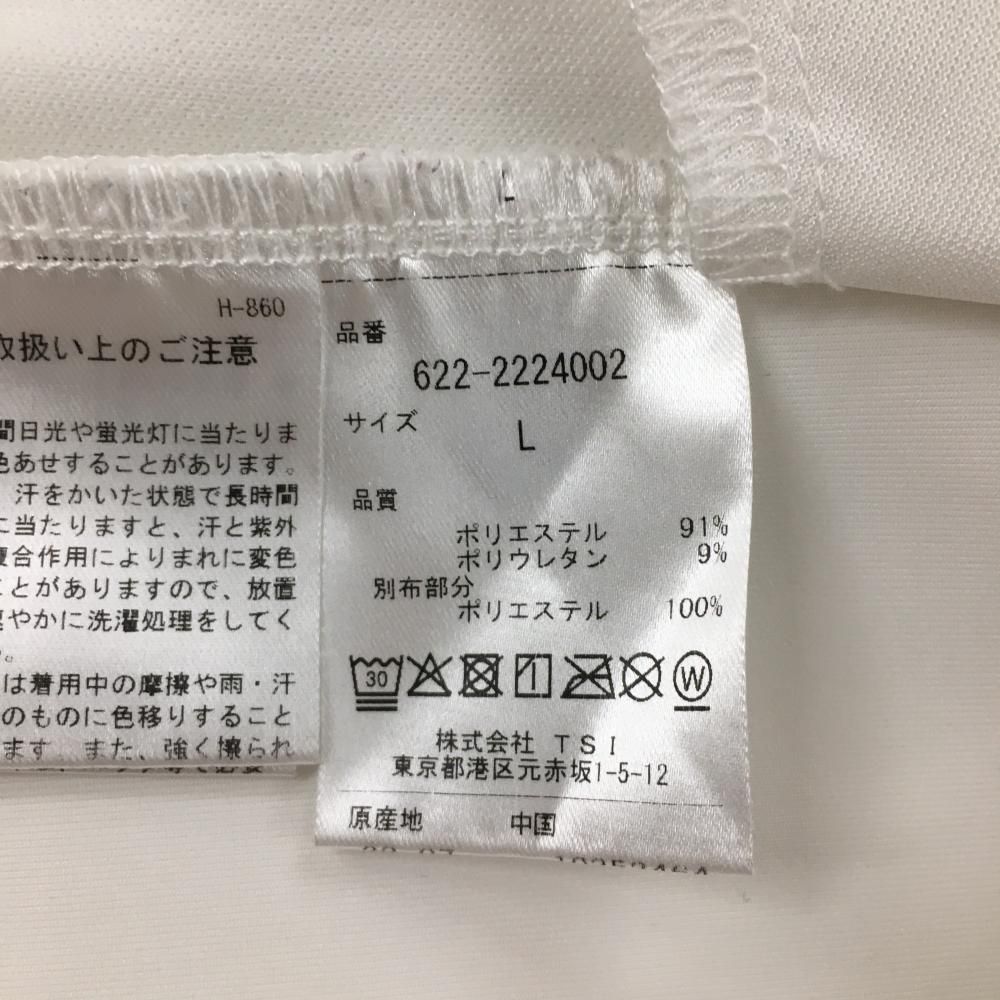 L
H-860
取扱い上のご注意
間日光や蛍光灯に当たりま
色あせすることがあります。
汗をかいた状態で長時間
に当たりますと、汗と紫外
複合作用によりまれに変色
ことがありますので、放置
速やかに洗濯処理をしてく
。
は着用中の摩擦や雨・汗
のものに色移りすること
ます。また、強く擦られ
品番
622-2224002
サイズ
L
品質
ポリエステル 91%
ポリウレタン 9%
別布部分
ポリエステル 100%
30 W
株式会社 TSI
東京都港区元赤坂1-5-12
原産地 中国